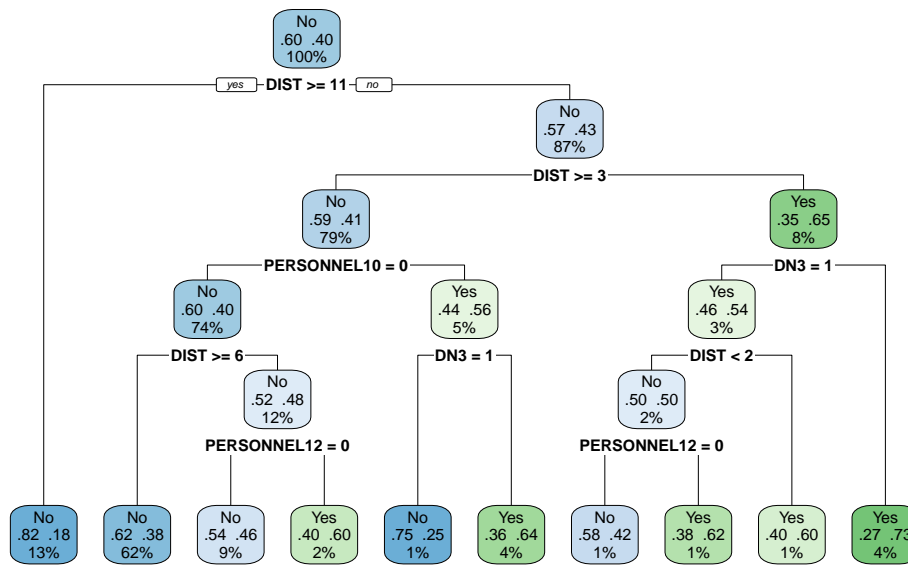 No
.60 .40
100%
yes DIST >= 11 no
No
.57 .43
87%
DIST >= 3
No
.59 .41
79%
Yes
.35 .65
8%
PERSONNEL10 = 0
DN3 = 1
No
.60 .40
74%
Yes
.44 .56
5%
Yes
.46 .54
3%
DIST >= 6
DN3 = 1
DIST < 2
No
.52 .48
12%
No
.50 .50
2%
PERSONNEL12 = 0
PERSONNEL12 = 0
No
.82 .18
13%
No
.62 .38
62%
No
.54 .46
9%
Yes
.40 .60
2%
No
.75 .25
1%
Yes
.36 .64
4%
No
.58 .42
1%
Yes
.38 .62
1%
Yes
.40 .60
1%
Yes
.27 .73
4%